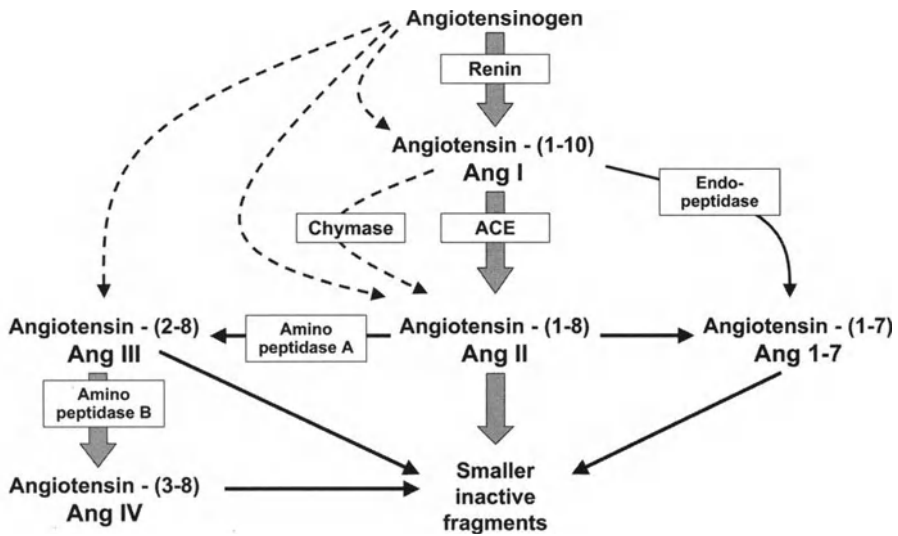 Angiotensinogen
Renin
Angiotensin - (1-10)
Ang I
Endo-
peptidase
Chymase
ACE
Angiotensin - (2-8)
Ang III
Amino
peptidase A
Angiotensin - (1-8)
Ang II
Angiotensin - (1-7)
Ang 1-7
Amino
peptidase B
Angiotensin - (3-8)
Ang IV
Smaller
inactive
fragments